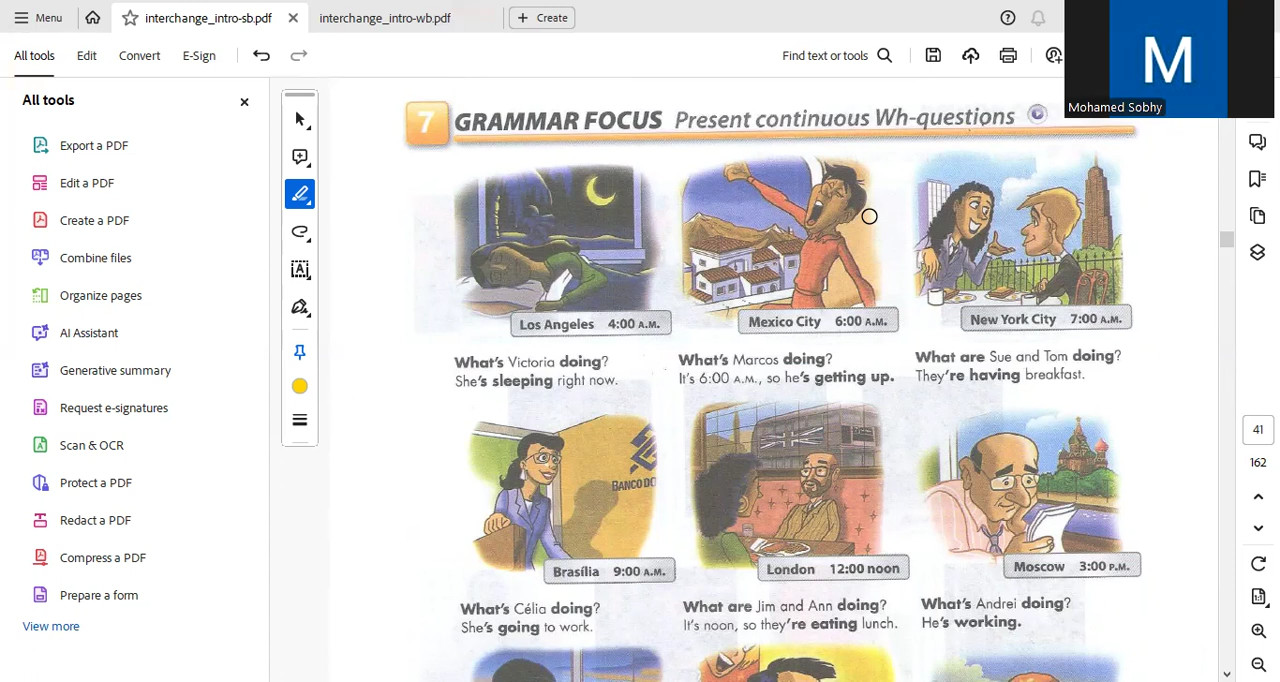 Menu
interchange_intro-sb.pdf
interchange_intro-wb.pdf
Create
All tools
Edit
Convert
E-Sign
Find text or tools
M
Mohamed Sobhy
All tools
Export a PDF
Edit a PDF
Create a PDF
Combine files
Organize pages
AI Assistant
Generative summary
Request e-signatures
Scan & OCR
Protect a PDF
Redact a PDF
Compress a PDF
Prepare a form
View more
7 GRAMMAR FOCUS Present continuous Wh-questions
Los Angeles 4:00 A.M.
Mexico City 6:00 A.M.
New York City 7:00 A.M.
What's Victoria doing?
She's sleeping right now.
What's Marcos doing?
It's 6:00 A.M., so he's getting up.
What are Sue and Tom doing?
They're having breakfast.
BANCO DO
Brasília 9:00 A.M.
London 12:00 noon
Moscow 3:00 P.M.
What's Célia doing?
She's going to work.
What are Jim and Ann doing?
It's noon, so they're eating lunch.
What's Andrei doing?
He's working.
41
162